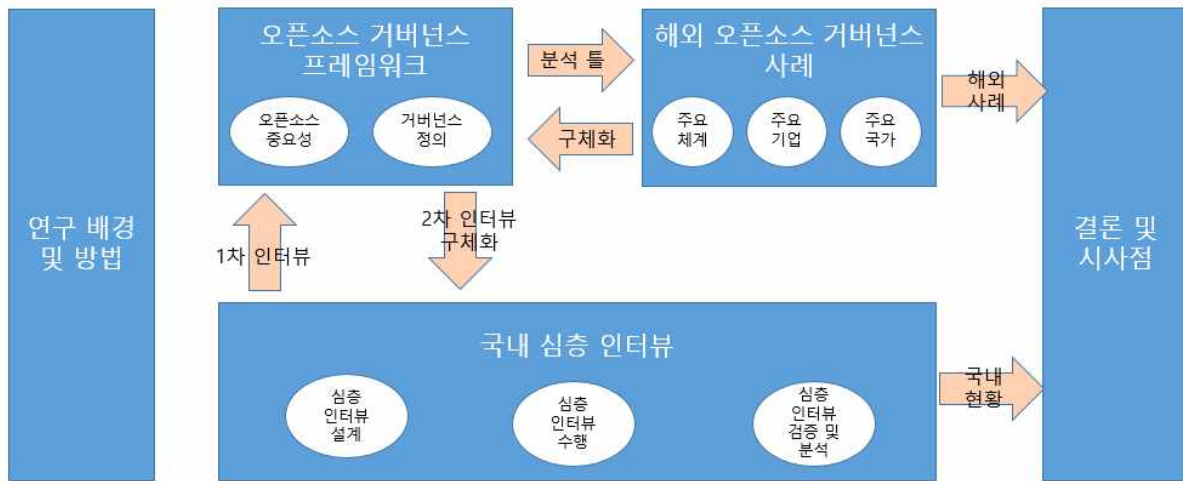 연구 배경
및 방법
오픈소스 거버넌스
프레임워크
오픈소스
중요성
거버넌스
정의
분석 틀
구체화
해외 오픈소스 거버넌스
사례
주요
체계
주요
기업
주요
국가
해외
사례
1차 인터뷰
2차 인터뷰
구체화
국내 심층 인터뷰
심층
인터뷰
설계
심층
인터뷰
수행
심층
인터뷰
검증 및
분석
국내
현황
결론 및
시사점